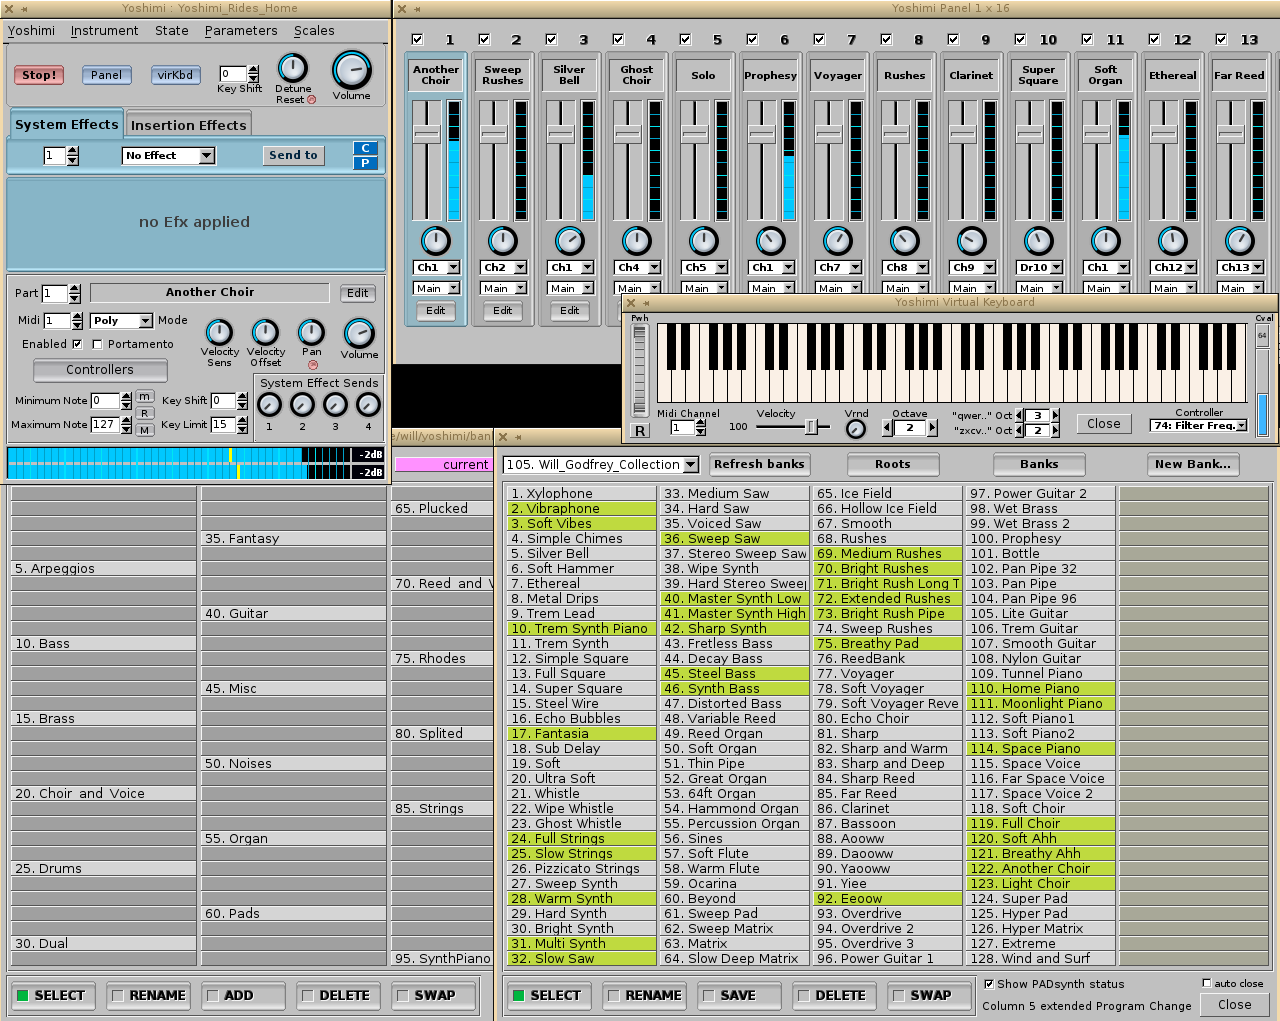 Yoshimi : Yoshimi_Rides_Home
Yoshimi Instrument State Parameters Scales
Stop! Panel virKbd 0 Key Shift Detune Reset Volume
System Effects Insertion Effects
1 No Effect Send to C P
no Efx applied
Part 1 Another Choir Edit
Midi 1 Poly Mode
Enabled Portamento Velocity Sens Velocity Offset Pan Volume
Controllers
System Effect Sends
Minimum Note 0 m Key Shift 0
R
Maximum Note 127 M Key Limit 15 1 2 3 4
-2dB
-2dB
Yoshimi Panel 1 x 16
1 2 3 4 5 6 7 8 9 10 11 12 13
Another Choir Sweep Rushes Silver Bell Ghost Choir Solo Prophesy Voyager Rushes Clarinet Super Square Soft Organ Ethereal Far Reed
Ch1 Ch2 Ch1 Ch4 Ch5 Ch1 Ch7 Ch8 Ch9 Dr10 Ch1 Ch12 Ch13
Main Main Main Main Main Main Main Main Main Main Main Main Main
Edit Edit Edit
Yoshimi Virtual Keyboard
Pwh Cval
64
Midi Channel Velocity Vrnd Octave "qwer.." Oct 3 Controller
R 1 100 2 "zxcv.." Oct 2 Close 74: Filter Freq.
e/will/yoshimi/ban
current
5. Arpeggios
10. Bass
15. Brass
20. Choir and Voice
25. Drums
30. Dual
35. Fantasy
40. Guitar
45. Misc
50. Noises
55. Organ
60. Pads
65. Plucked
70. Reed and
75. Rhodes
80. Splited
85. Strings
95. SynthPiano
SELECT RENAME ADD DELETE SWAP
105. Will_Godfrey_Collection Refresh banks Roots Banks New Bank...
1. Xylophone
2. Vibraphone
3. Soft Vibes
4. Simple Chimes
5. Silver Bell
6. Soft Hammer
7. Ethereal
8. Metal Drips
9. Trem Lead
10. Trem Synth Piano
11. Trem Synth
12. Simple Square
13. Full Square
14. Super Square
15. Steel Wire
16. Echo Bubbles
17. Fantasia
18. Sub Delay
19. Soft
20. Ultra Soft
21. Whistle
22. Wipe Whistle
23. Ghost Whistle
24. Full Strings
25. Slow Strings
26. Pizzicato Strings
27. Sweep Synth
28. Warm Synth
29. Hard Synth
30. Bright Synth
31. Multi Synth
32. Slow Saw
33. Medium Saw
34. Hard Saw
35. Voiced Saw
36. Sweep Saw
37. Stereo Sweep Saw
38. Wipe Synth
39. Hard Stereo Sweep
40. Master Synth Low
41. Master Synth High
42. Sharp Synth
43. Fretless Bass
44. Decay Bass
45. Steel Bass
46. Synth Bass
47. Distorted Bass
48. Variable Reed
49. Reed Organ
50. Soft Organ
51. Thin Pipe
52. Great Organ
53. 64ft Organ
54. Hammond Organ
55. Percussion Organ
56. Sines
57. Soft Flute
58. Warm Flute
59. Ocarina
60. Beyond
61. Sweep Pad
62. Sweep Matrix
63. Matrix
64. Slow Deep Matrix
65. Ice Field
66. Hollow Ice Field
67. Smooth
68. Rushes
69. Medium Rushes
70. Bright Rushes
71. Bright Rush Long T
72. Extended Rushes
73. Bright Rush Pipe
74. Sweep Rushes
75. Breathy Pad
76. ReedBank
77. Voyager
78. Soft Voyager
79. Soft Voyager Reve
80. Echo Choir
81. Sharp
82. Sharp and Warm
83. Sharp and Deep
84. Sharp Reed
85. Far Reed
86. Clarinet
87. Bassoon
88. Aooww
89. Daooww
90. Yaooww
91. Yiee
92. Eeoow
93. Overdrive
94. Overdrive 2
95. Overdrive 3
96. Power Guitar 1
97. Power Guitar 2
98. Wet Brass
99. Wet Brass 2
100. Prophesy
101. Bottle
102. Pan Pipe 32
103. Pan Pipe
104. Pan Pipe 96
105. Lite Guitar
106. Trem Guitar
107. Smooth Guitar
108. Nylon Guitar
109. Tunnel Piano
110. Home Piano
111. Moonlight Piano
112. Soft Piano1
113. Soft Piano2
114. Space Piano
115. Space Voice
116. Far Space Voice
117. Space Voice 2
118. Soft Choir
119. Full Choir
120. Soft Ahh
121. Breathy Ahh
122. Another Choir
123. Light Choir
124. Super Pad
125. Hyper Pad
126. Hyper Matrix
127. Extreme
128. Wind and Surf
SELECT RENAME SAVE DELETE SWAP
Show PADsynth status auto close
Column 5 extended Program Change Close